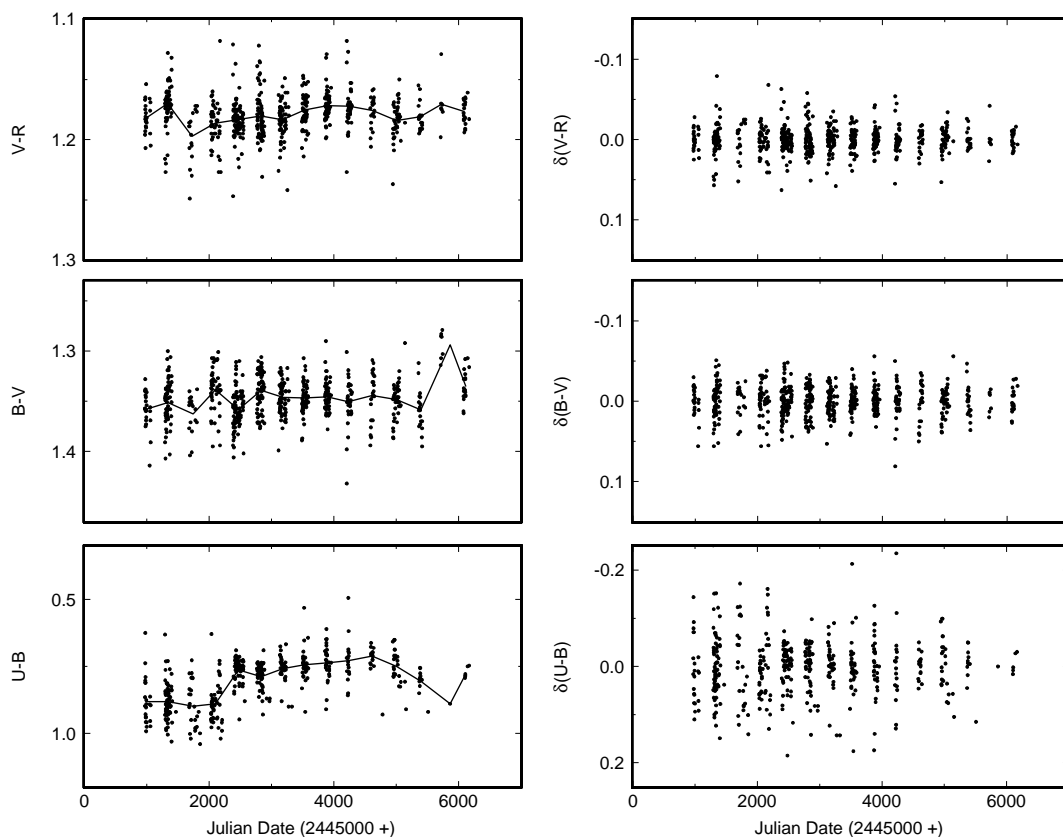 1.1
1.2
1.3
V-R
-0.1
0.0
0.1
δ(V-R)
1.3
1.4
B-V
-0.1
0.0
0.1
δ(B-V)
0.5
1.0
U-B
0 2000 4000 6000
Julian Date (2445000 +)
-0.2
0.0
0.2
δ(U-B)
0 2000 4000 6000
Julian Date (2445000 +)